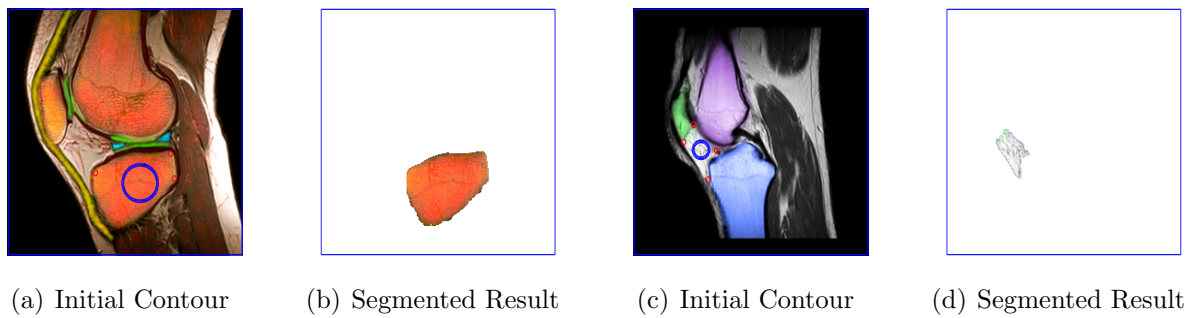 (a) Initial Contour
(b) Segmented Result
(c) Initial Contour
(d) Segmented Result